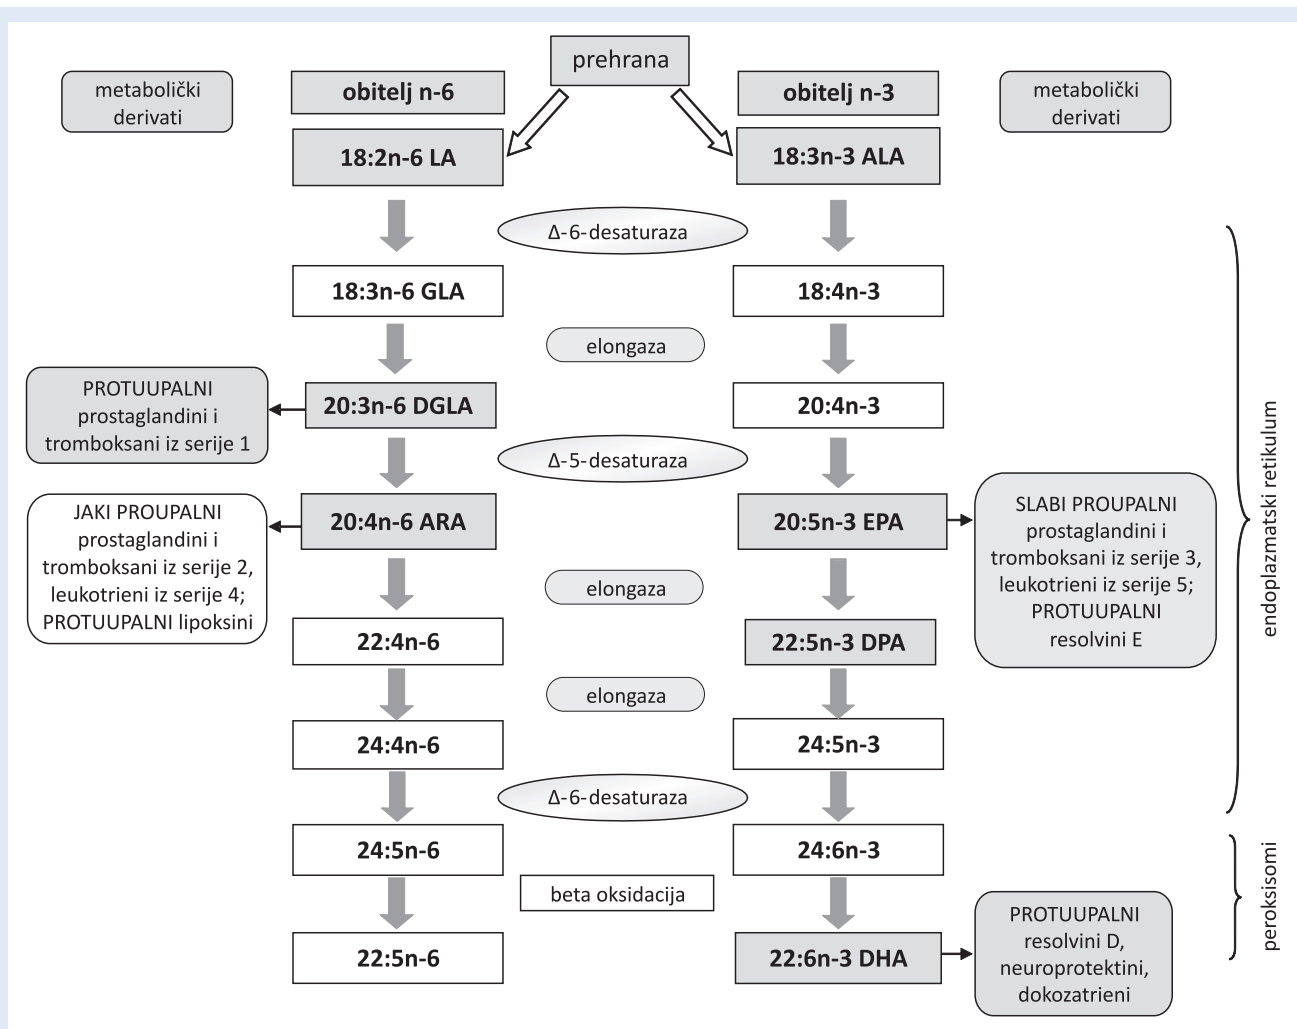 prehrana
metabolički
derivati
obitelj n-6
obitelj n-3
metabolički
derivati
18:2n-6 LA
18:3n-3 ALA
Δ-6-desaturaza
18:3n-6 GLA
18:4n-3
elongaza
PROTUUPALNI
prostaglandini i
tromboksani iz serije 1
20:3n-6 DGLA
20:4n-3
Δ-5-desaturaza
JAKI PROUPALNI
prostaglandini i
tromboksani iz serije 2,
leukotrieni iz serije 4;
PROTUUPALNI lipoksini
20:4n-6 ARA
20:5n-3 EPA
SLABI PROUPALNI
prostaglandini i
tromboksani iz serije 3,
leukotrieni iz serije 5;
PROTUUPALNI
resolvini E
endoplazmatski retikulum
elongaza
22:4n-6
22:5n-3 DPA
elongaza
24:4n-6
24:5n-3
Δ-6-desaturaza
24:5n-6
24:6n-3
beta oksidacija
peroksisomi
22:5n-6
22:6n-3 DHA
PROTUUPALNI
resolvini D,
neuroprotektini,
dokozatrieni